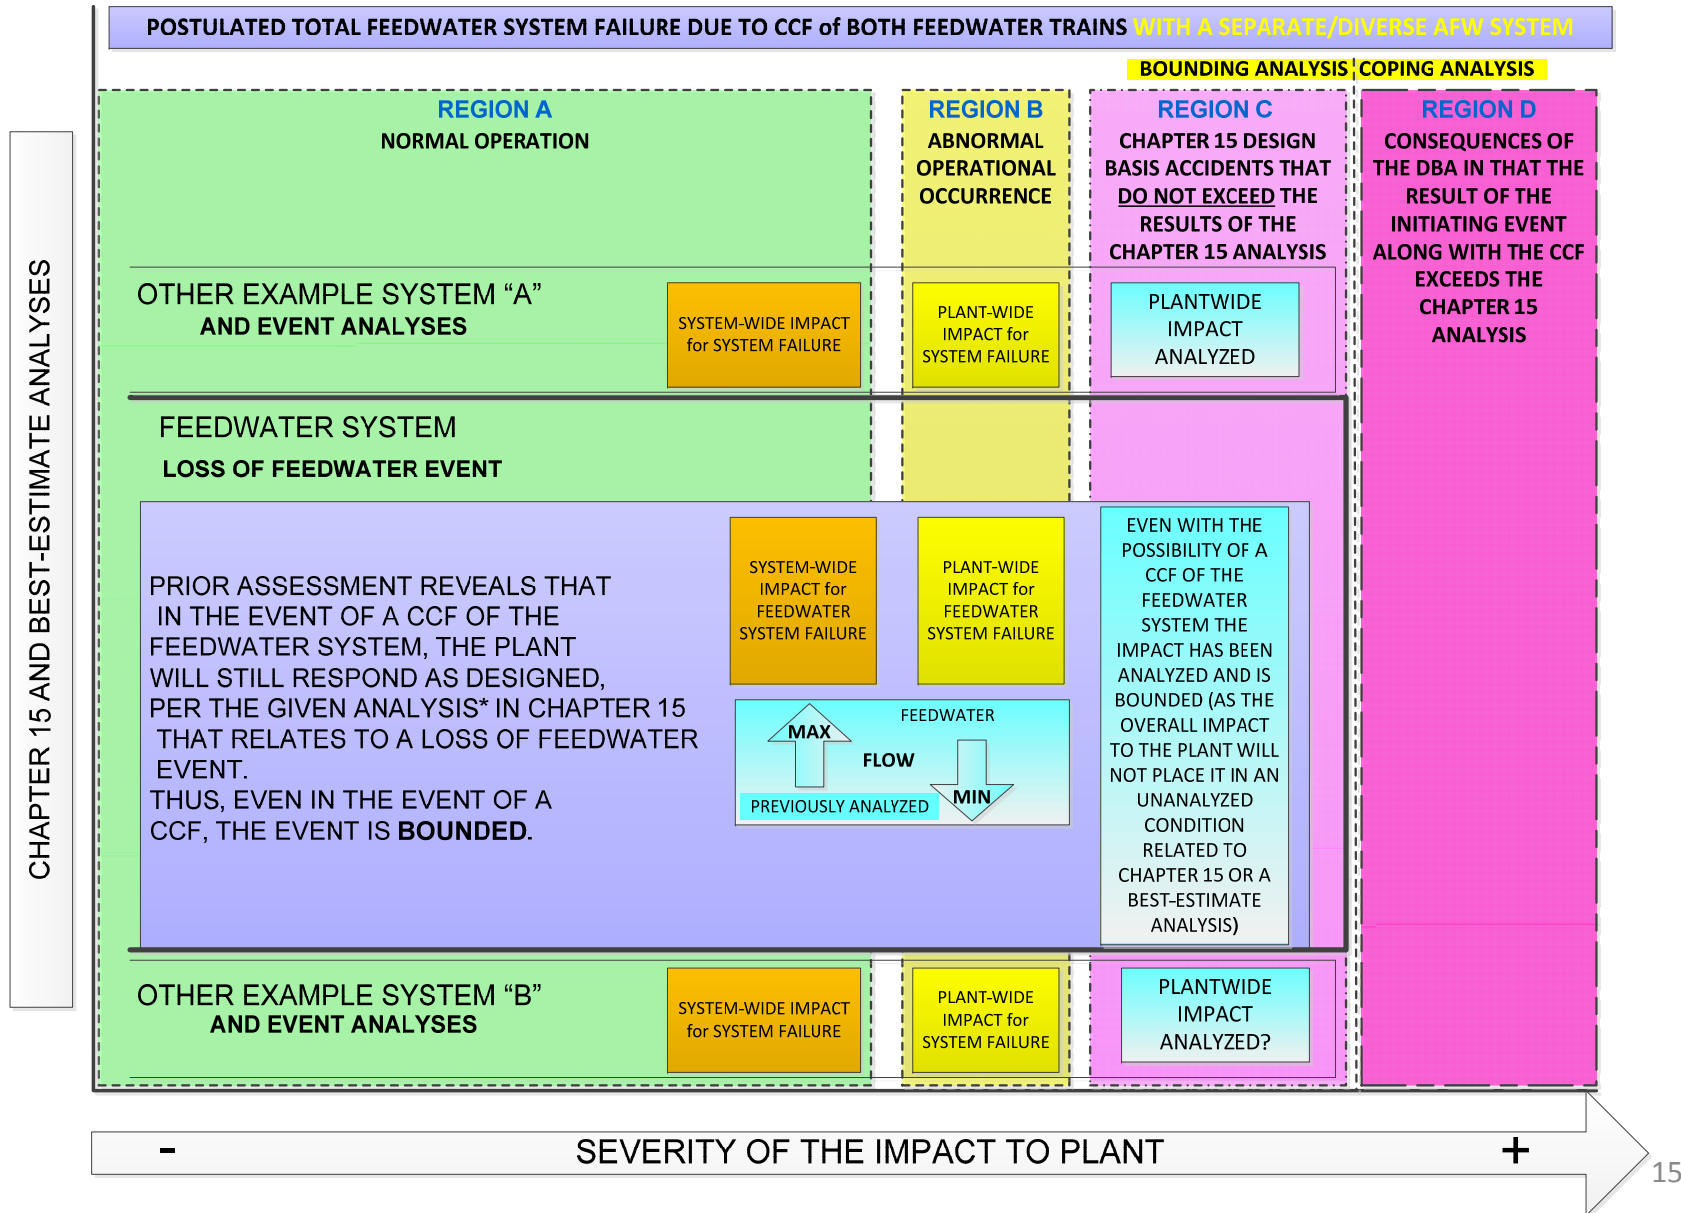 POSTULATED TOTAL FEEDWATER SYSTEM FAILURE DUE TO CCF of BOTH FEEDWATER TRAINS WITH A SEPARATE/DIVERSE AFW SYSTEM
BOUNDING ANALYSIS
COPING ANALYSIS
CHAPTER 15 AND BEST-ESTIMATE ANALYSES
REGION A
NORMAL OPERATION
REGION B
ABNORMAL
OPERATIONAL
OCCURRENCE
REGION C
CHAPTER 15 DESIGN
BASIS ACCIDENTS THAT
DO NOT EXCEED THE
RESULTS OF THE
CHAPTER 15 ANALYSIS
REGION D
CONSEQUENCES OF
THE DBA IN THAT THE
RESULT OF THE
INITIATING EVENT
ALONG WITH THE CCF
EXCEEDS THE
CHAPTER 15
ANALYSIS
OTHER EXAMPLE SYSTEM “A”
AND EVENT ANALYSES
SYSTEM-WIDE IMPACT
for SYSTEM FAILURE
PLANT-WIDE
IMPACT for
SYSTEM FAILURE
PLANTWIDE
IMPACT
ANALYZED
FEEDWATER SYSTEM
LOSS OF FEEDWATER EVENT
PRIOR ASSESSMENT REVEALS THAT
IN THE EVENT OF A CCF OF THE
FEEDWATER SYSTEM, THE PLANT
WILL STILL RESPOND AS DESIGNED,
PER THE GIVEN ANALYSIS* IN CHAPTER 15
THAT RELATES TO A LOSS OF FEEDWATER
EVENT.
THUS, EVEN IN THE EVENT OF A
CCF, THE EVENT IS BOUNDED.
SYSTEM-WIDE
IMPACT for
FEEDWATER
SYSTEM FAILURE
PLANT-WIDE
IMPACT for
FEEDWATER
SYSTEM FAILURE
FEEDWATER
MAX
FLOW
MIN
PREVIOUSLY ANALYZED
EVEN WITH THE
POSSIBILITY OF A
CCF OF THE
FEEDWATER
SYSTEM THE
IMPACT HAS BEEN
ANALYZED AND IS
BOUNDED (AS THE
OVERALL IMPACT
TO THE PLANT WILL
NOT PLACE IT IN AN
UNANALYZED
CONDITION
RELATED TO
CHAPTER 15 OR A
BEST-ESTIMATE
ANALYSIS)
OTHER EXAMPLE SYSTEM “B”
AND EVENT ANALYSES
SYSTEM-WIDE IMPACT
for SYSTEM FAILURE
PLANT-WIDE
IMPACT for
SYSTEM FAILURE
PLANTWIDE
IMPACT
ANALYZED?
- SEVERITY OF THE IMPACT TO PLANT +
15